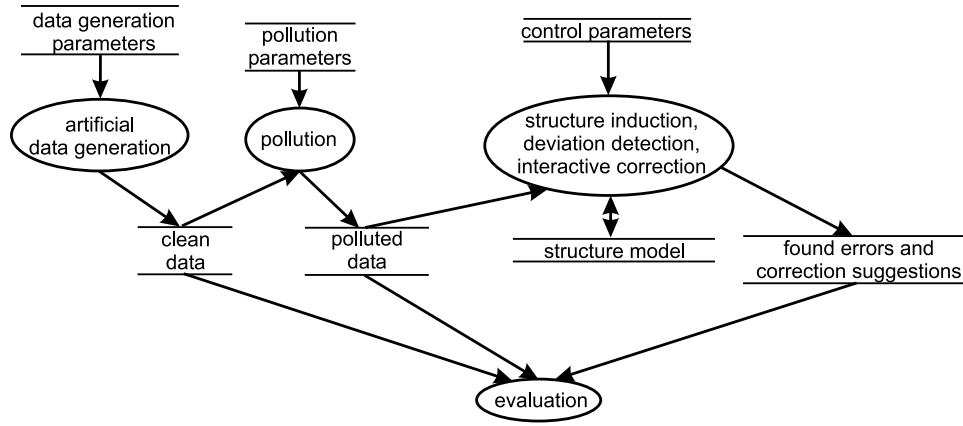 data generation
parameters
pollution
parameters
control parameters
artificial
data generation
pollution
structure induction,
deviation detection,
interactive correction
clean
data
polluted
data
structure model
found errors and
correction suggestions
evaluation